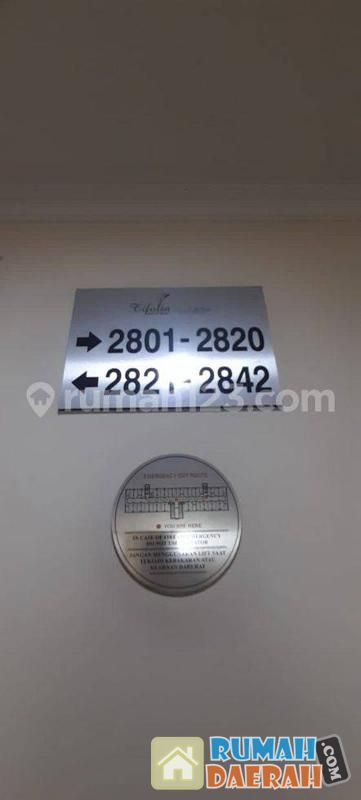 Tifolia
→ 2801 - 2820
← 2821 - 2842
rumah123.com
EMERGENCY EXIT ROUTE
YOU ARE HERE
IN CASE OF FIRE OR EMERGENCY
DO NOT USE ELEVATOR
JANGAN MENGGUNAKAN LIFT SAAT
TERJADI KEBAKARAN ATAU
KEADAAN DARURAT
RUMAH
DAERAH.COM